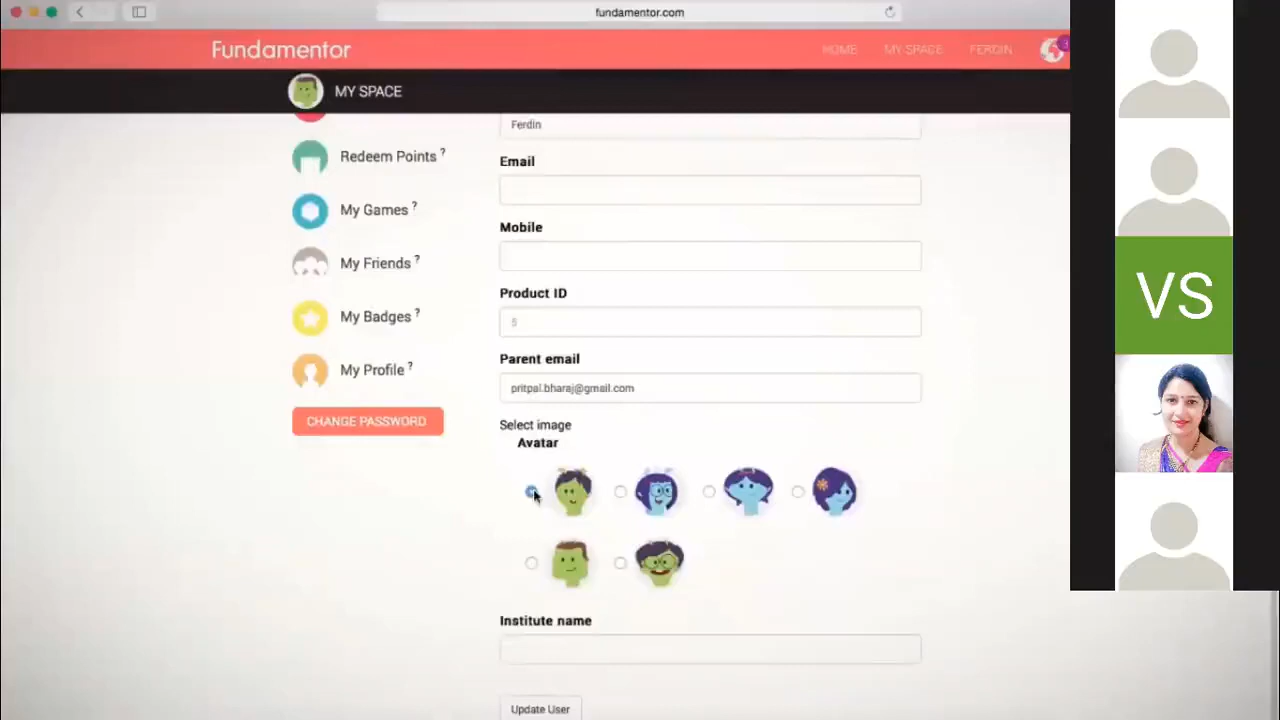 fundamentor.com
Fundamentor
HOME
MY SPACE
FERDIN
3
MY SPACE
Redeem Points ?
My Games ?
My Friends ?
My Badges ?
My Profile ?
CHANGE PASSWORD
Ferdin
Email
Mobile
Product ID
5
Parent email
pritpal.bharaj@gmail.com
Select image
Avatar
Institute name
Update User
VS